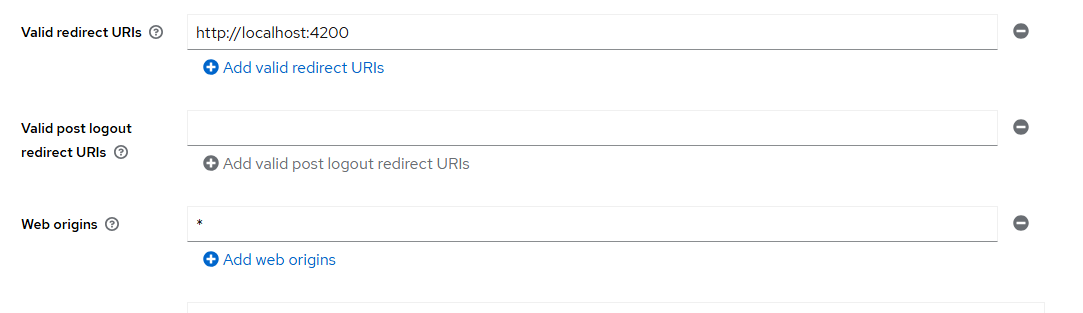 Valid redirect URIs
http://localhost:4200
Add valid redirect URIs
Valid post logout
redirect URIs
Add valid post logout redirect URIs
Web origins
*
Add web origins